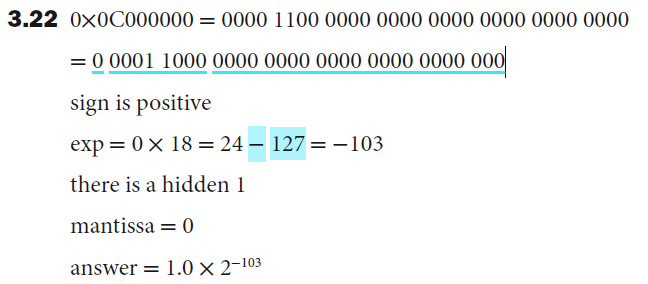 3.22 0×0C000000 = 0000 1100 0000 0000 0000 0000 0000 0000
= 0 0001 1000 0000 0000 0000 0000 0000 000
sign is positive
exp = 0 × 18 = 24 − 127 = −103
there is a hidden 1
mantissa = 0
answer = 1.0 × 2⁻¹⁰³